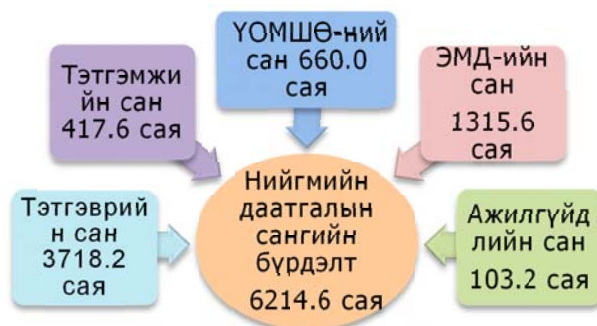 Тэтгэмжи
йн сан
417.6 сая
ҮОМШӨ-ний
сан 660.0
сая
ЭМД-ийн
сан
1315.6
сая
Тэтгэврий
н сан
3718.2
сая
Нийгмийн
даатгалын
сангийн
бүрдэлт
6214.6 сая
Ажилгүйд
лийн сан
103.2 сая